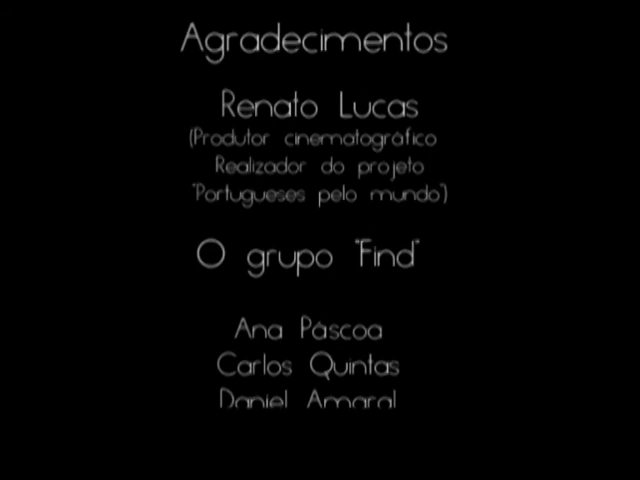 Agradecimentos
Renato Lucas
(Produtor cinematográfico
Realizador do projeto
"Portugueses pelo mundo")
O grupo "Find"
Ana Páscoa
Carlos Quintas
Daniel Amaral